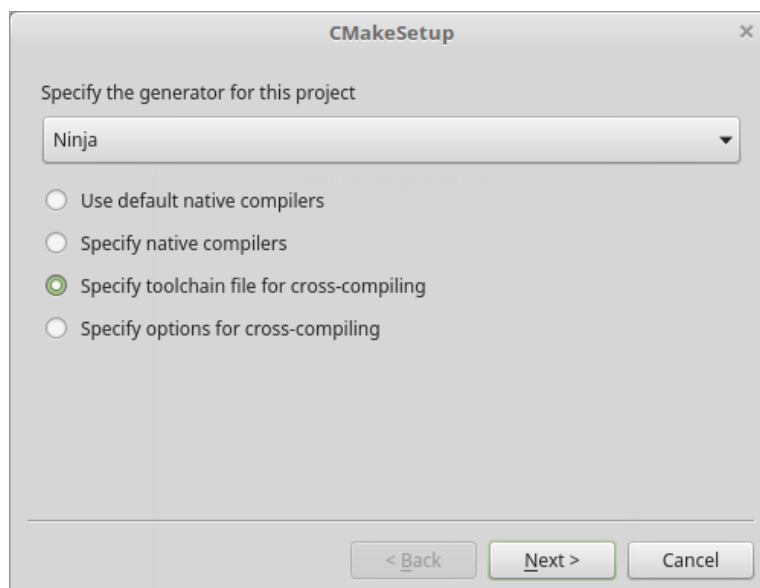 CMakeSetup
Specify the generator for this project
Ninja
Use default native compilers
Specify native compilers
Specify toolchain file for cross-compiling
Specify options for cross-compiling
< Back Next > Cancel